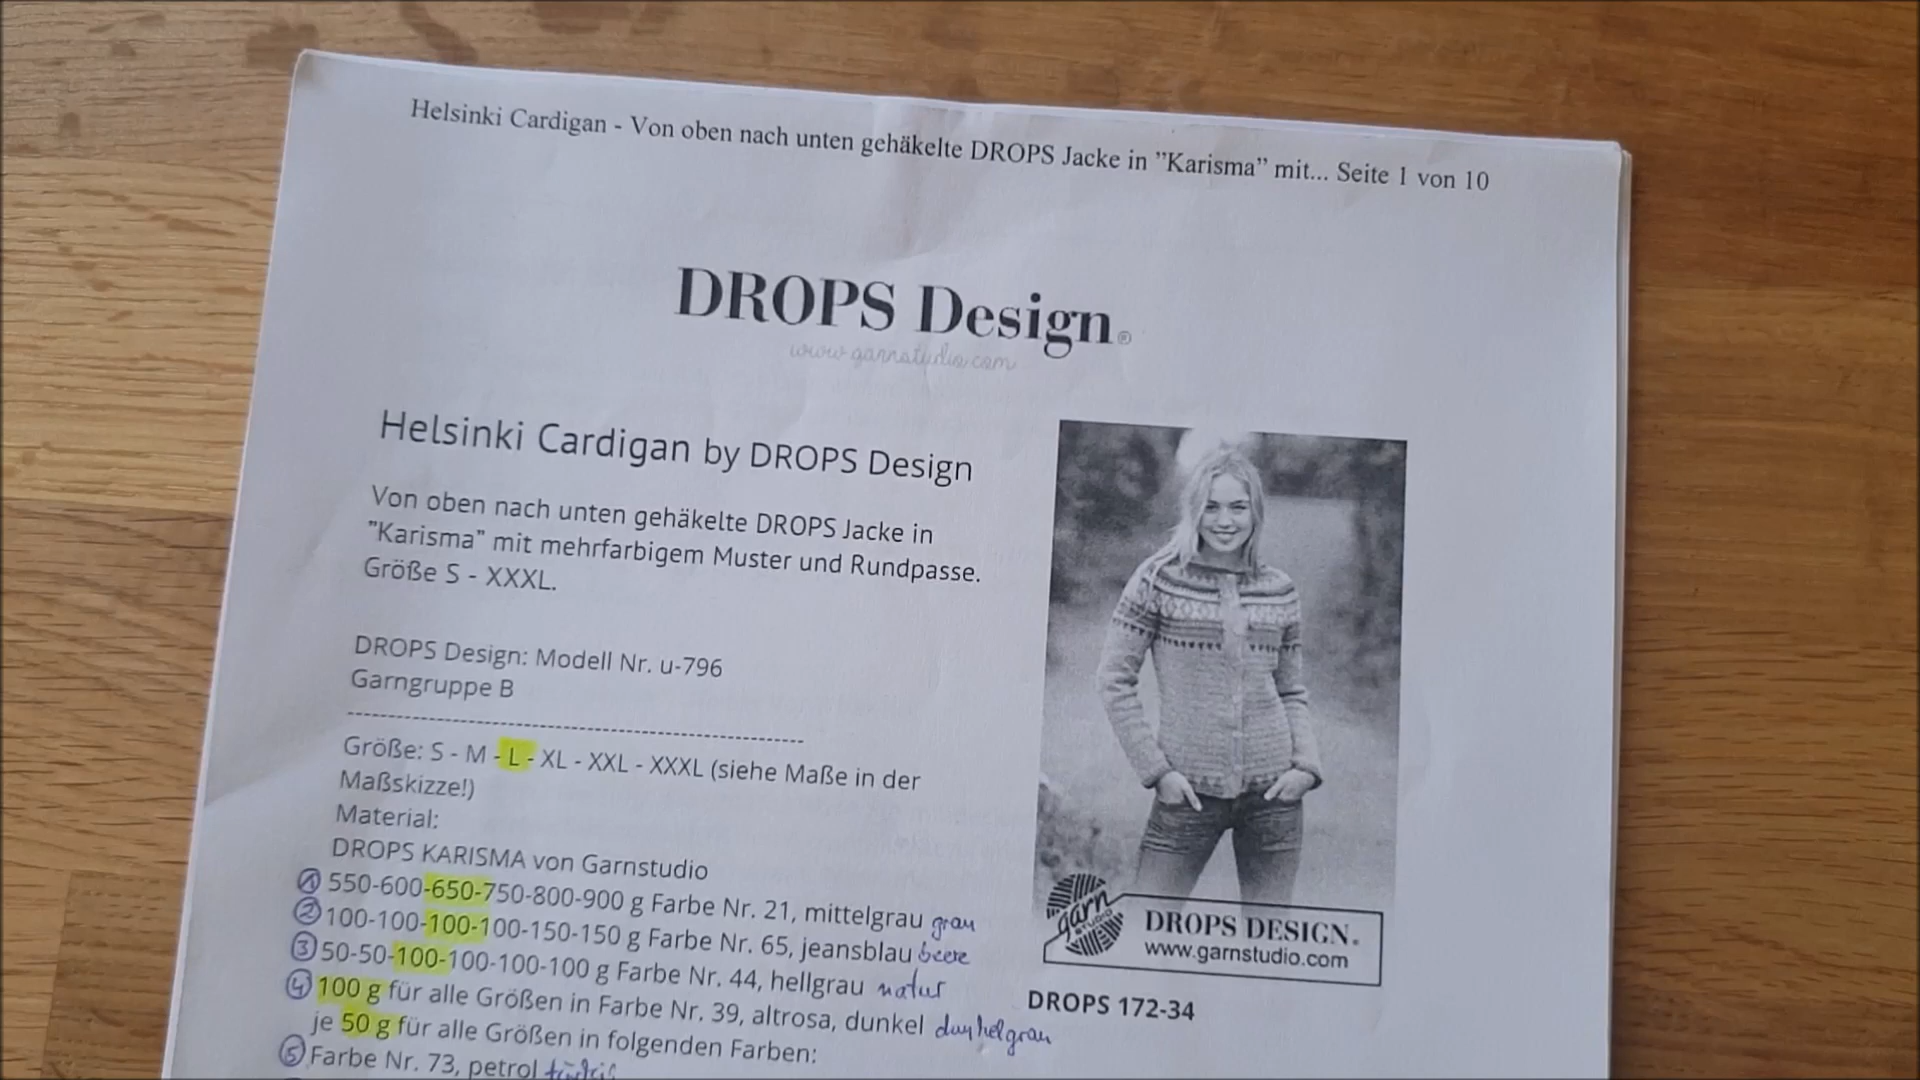 Helsinki Cardigan - Von oben nach unten gehäkelte DROPS Jacke in ”Karisma” mit... Seite 1 von 10
DROPS Design®
www.garnstudio.com
Helsinki Cardigan by DROPS Design
Von oben nach unten gehäkelte DROPS Jacke in
"Karisma" mit mehrfarbigem Muster und Rundpasse.
Größe S - XXXL.
DROPS Design: Modell Nr. u-796
Garngruppe B
Größe: S - M - L - XL - XXL - XXXL (siehe Maße in der
Maßskizze!)
Material:
DROPS KARISMA von Garnstudio
1 550-600-650-750-800-900 g Farbe Nr. 21, mittelgrau grau
2 100-100-100-100-150-150 g Farbe Nr. 65, jeansblau beere
3 50-50-100-100-100-100 g Farbe Nr. 44, hellgrau natur
4 100 g für alle Größen in Farbe Nr. 39, altrosa, dunkel dunkelgrau
je 50 g für alle Größen in folgenden Farben:
5 Farbe Nr. 73, petrol türkis
garn
STUDIO
DROPS DESIGN®
www.garnstudio.com
DROPS 172-34